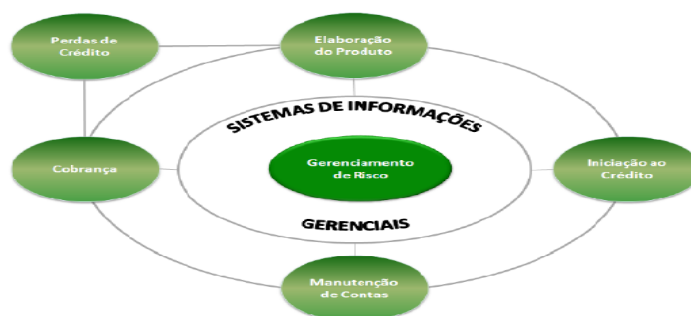 Perdas de
Crédito
Elaboração
do Produto
SISTEMAS DE INFORMAÇÕES
Cobrança
Gerenciamento
de Risco
Iniciação ao
Crédito
GERENCIAIS
Manutenção
de Contas